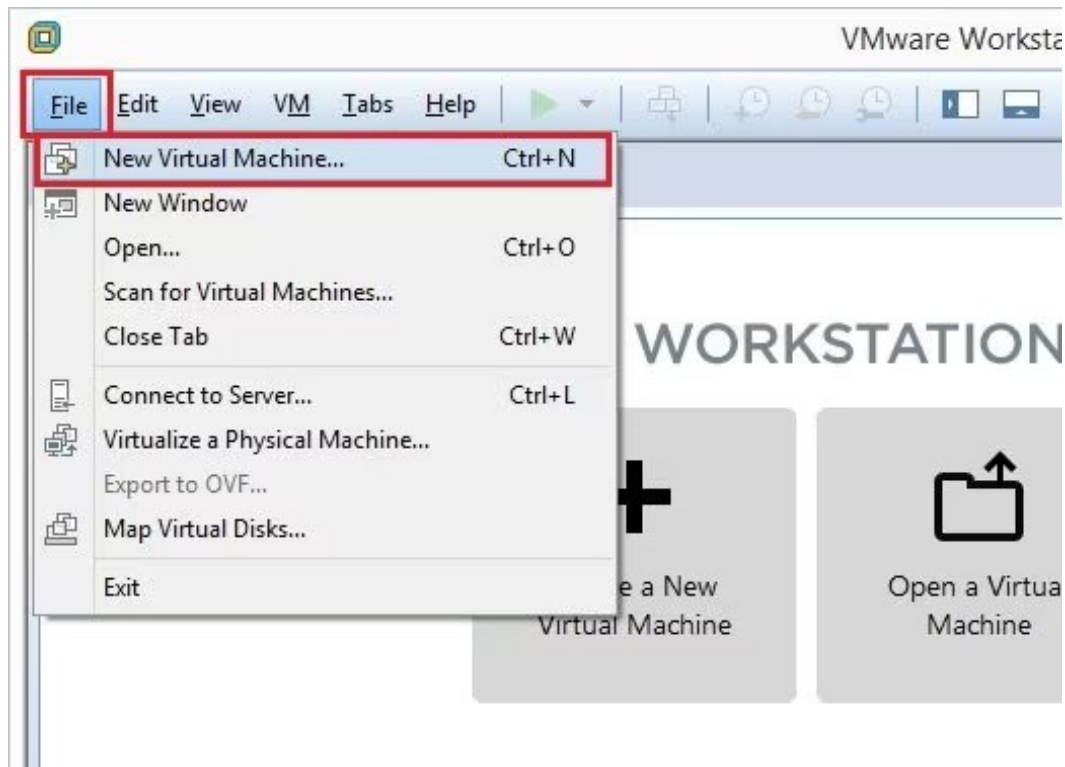 VMware Worksta
File Edit View VM Tabs Help
New Virtual Machine... Ctrl+N
New Window
Open... Ctrl+O
Scan for Virtual Machines...
Close Tab Ctrl+W
WORKSTATION
Connect to Server... Ctrl+L
Virtualize a Physical Machine...
Export to OVF...
Map Virtual Disks...
Exit
e a New
Virtual Machine
Open a Virtua
Machine